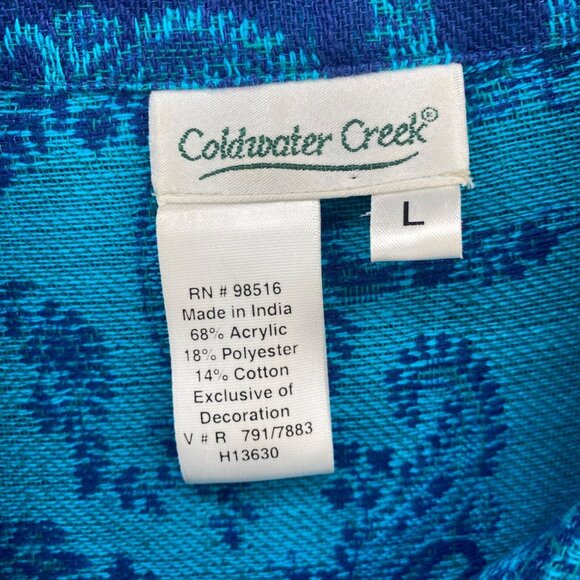 Coldwater Creek®
L
RN # 98516
Made in India
68% Acrylic
18% Polyester
14% Cotton
Exclusive of
Decoration
V # R 791/7883
H13630